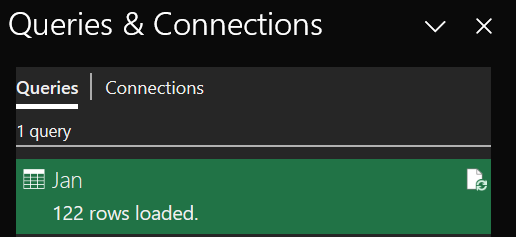 Queries & Connections
Queries | Connections
1 query
Jan
122 rows loaded.